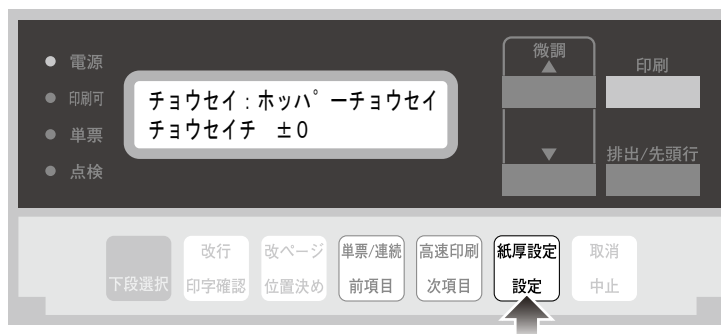 電源
印刷可
単票
点検
チョウセイ:ホッパ゜ーチョウセイ
チョウセイチ ±0
微調
▲
▼
印刷
排出/先頭行
下段選択
改行
印字確認
改ページ
位置決め
単票/連続
前項目
高速印刷
次項目
紙厚設定
設定
取消
中止